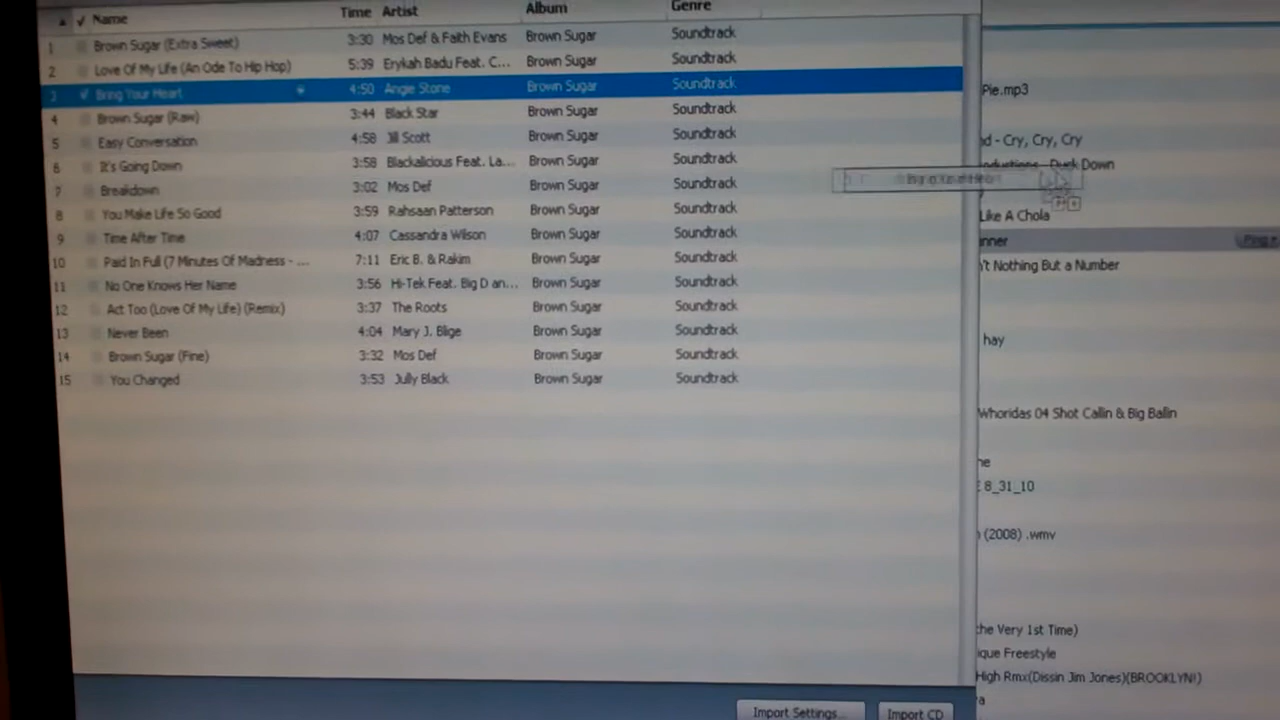 ✓ Name Time Artist Album Genre
1 Brown Sugar (Extra Sweet) 3:30 Mos Def & Faith Evans Brown Sugar Soundtrack
2 Love Of My Life (An Ode To Hip Hop) 5:39 Erykah Badu Feat. C... Brown Sugar Soundtrack
3 Bring Your Heart 4:50 Angie Stone Brown Sugar Soundtrack
4 Brown Sugar (Raw) 3:44 Black Star Brown Sugar Soundtrack
5 Easy Conversation 4:58 Jill Scott Brown Sugar Soundtrack
6 It's Going Down 3:58 Blackalicious Feat. La... Brown Sugar Soundtrack
7 Breakdown 3:02 Mos Def Brown Sugar Soundtrack
8 You Make Life So Good 3:59 Rahsaan Patterson Brown Sugar Soundtrack
9 Time After Time 4:07 Cassandra Wilson Brown Sugar Soundtrack
10 Paid In Full (7 Minutes Of Madness - ... 7:11 Eric B. & Rakim Brown Sugar Soundtrack
11 No One Knows Her Name 3:56 Hi-Tek Feat. Big D an... Brown Sugar Soundtrack
12 Act Too (Love Of My Life) (Remix) 3:37 The Roots Brown Sugar Soundtrack
13 Never Been 4:04 Mary J. Blige Brown Sugar Soundtrack
14 Brown Sugar (Fine) 3:32 Mos Def Brown Sugar Soundtrack
15 You Changed 3:53 Jully Black Brown Sugar Soundtrack
Import Settings... Import CD
Pie.mp3
nd - Cry, Cry, Cry
oductions - Duck Down
Like A Chola
nner Ping
n't Nothing But a Number
hay
Whoridas 04 Shot Callin & Big Ballin
ne
8_31_10
(2008) .wmv
the Very 1st Time)
ique Freestyle
High Rmx(Dissin Jim Jones)(BROOKLYN!)
a